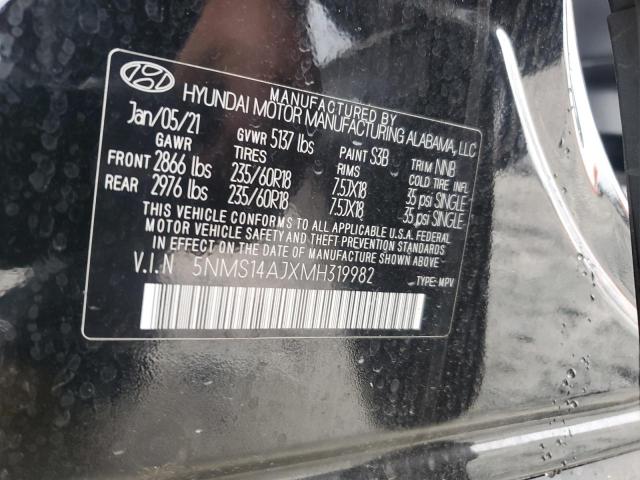 MANUFACTURED BY
HYUNDAI MOTOR MANUFACTURING ALABAMA, LLC
Jan/05/21 GVWR 5137 lbs PAINT S3B TRIM NNB
GAWR TIRES RIMS COLD TIRE INFL.
FRONT 2866 lbs 235/60R18 7.5JX18 35 psi SINGLE
REAR 2976 lbs 235/60R18 7.5JX18 35 psi SINGLE
THIS VEHICLE CONFORMS TO ALL APPLICABLE U.S.A. FEDERAL
MOTOR VEHICLE SAFETY AND THEFT PREVENTION STANDARDS
IN EFFECT ON THE DATE OF MANUFACTURE SHOWN ABOVE.
V.I.N 5NMS14AJXMH319982 TYPE: MPV